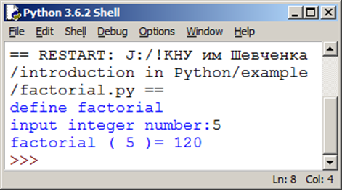 Python 3.6.2 Shell
File Edit Shell Debug Options Window Help
== RESTART: J:/!КНУ им Шевченка
/introduction in Python/example
/factorial.py ==
define factorial
input integer number:5
factorial ( 5 )= 120
>>>
Ln: 8 Col: 4